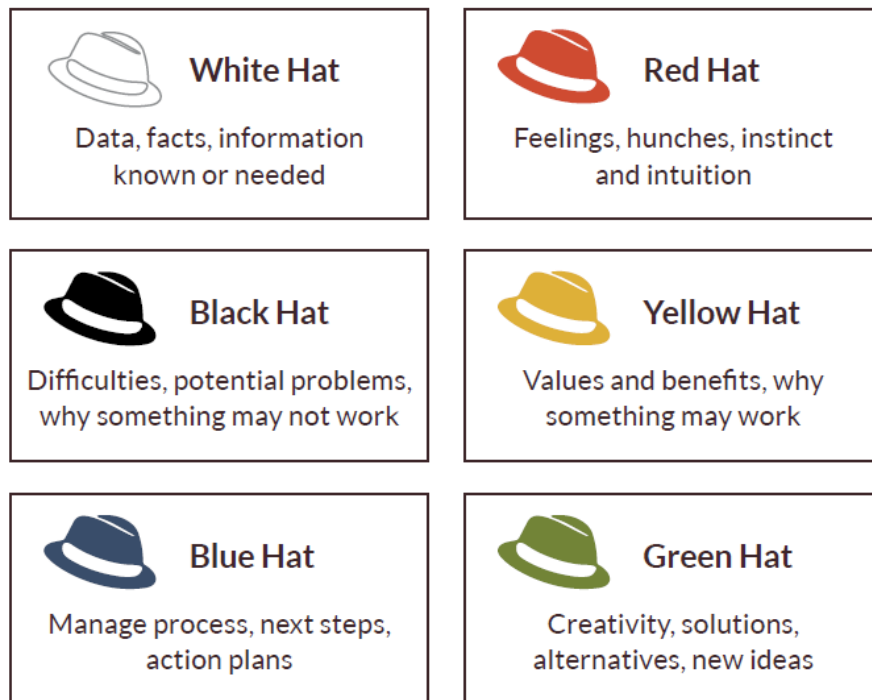 White Hat
Data, facts, information
known or needed
Red Hat
Feelings, hunches, instinct
and intuition
Black Hat
Difficulties, potential problems,
why something may not work
Yellow Hat
Values and benefits, why
something may work
Blue Hat
Manage process, next steps,
action plans
Green Hat
Creativity, solutions,
alternatives, new ideas